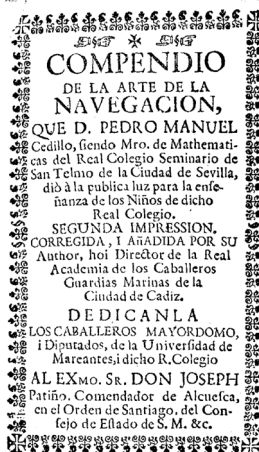 COMPENDIO
DE LA ARTE DE LA
NAVEGACION,
QUE D. PEDRO MANUEL
Cedillo, ſiendo Mro. de Mathemati-
cas del Real Colegio Seminario de
San Telmo de la Ciudad de Sevilla,
diò à la publica luz para la enſe-
ñanza de los Niños de dicho
Real Colegio.
SEGUNDA IMPRESSION.
CORREGIDA, I AÑADIDA POR SU
Author, hoi Director de la Real
Academia de los Caballeros
Guardias Marinas de la
Ciudad de Cadiz.
DEDICANLA
LOS CABALLEROS MAYORDOMO,
i Diputados, de la Univerſidad de
Mareantes, i dicho R. Colegio
AL EXMO. SR. DON JOSEPH
Patiño, Comendador de Alcueſca,
en el Orden de Santiago, del Con-
ſejo de Eſtado de S. M. &c.